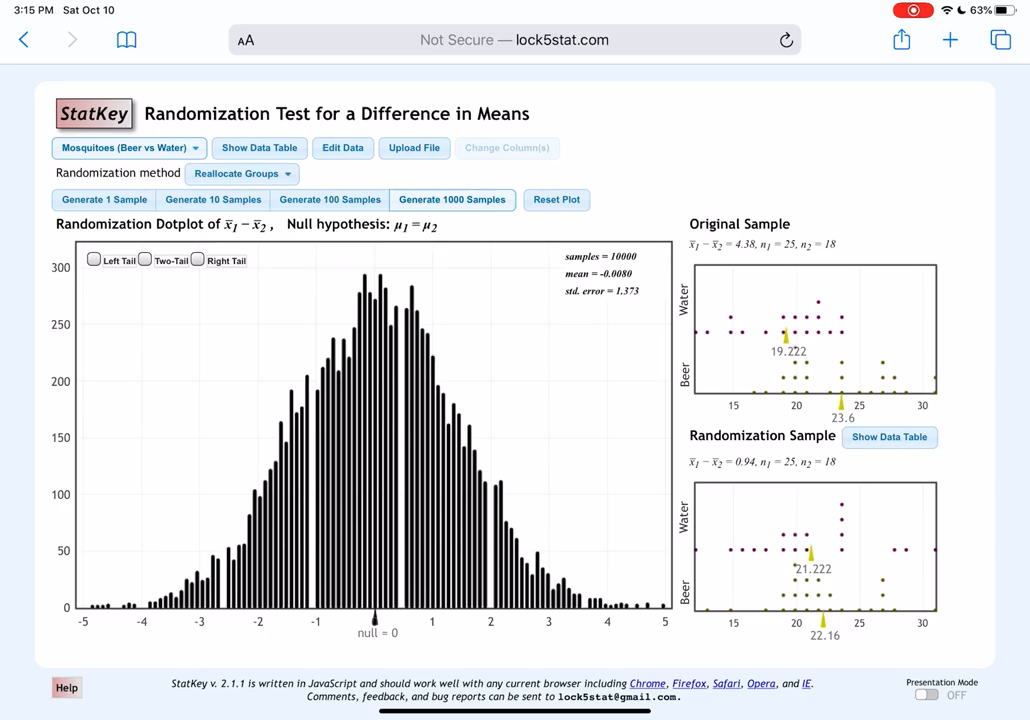 3:15 PM Sat Oct 10
63%
AA
Not Secure — lock5stat.com
StatKey Randomization Test for a Difference in Means
Mosquitoes (Beer vs Water) Show Data Table Edit Data Upload File Change Column(s)
Randomization method Reallocate Groups
Generate 1 Sample Generate 10 Samples Generate 100 Samples Generate 1000 Samples Reset Plot
Randomization Dotplot of x̅1 − x̅2 , Null hypothesis: μ1 = μ2
Left Tail Two-Tail Right Tail
samples = 10000
mean = -0.0080
std. error = 1.373
300
250
200
150
100
50
0
-5 -4 -3 -2 -1 1 2 3 4 5
null = 0
Original Sample
x̅1 − x̅2 = 4.38, n1 = 25, n2 = 18
Water
19.222
Beer
15 20 25 30
23.6
Randomization Sample Show Data Table
x̅1 − x̅2 = 0.94, n1 = 25, n2 = 18
Water
21.222
Beer
15 20 25 30
22.16
Help
StatKey v. 2.1.1 is written in JavaScript and should work well with any current browser including Chrome, Firefox, Safari, Opera, and IE.
Comments, feedback, and bug reports can be sent to lock5stat@gmail.com.
Presentation Mode
OFF